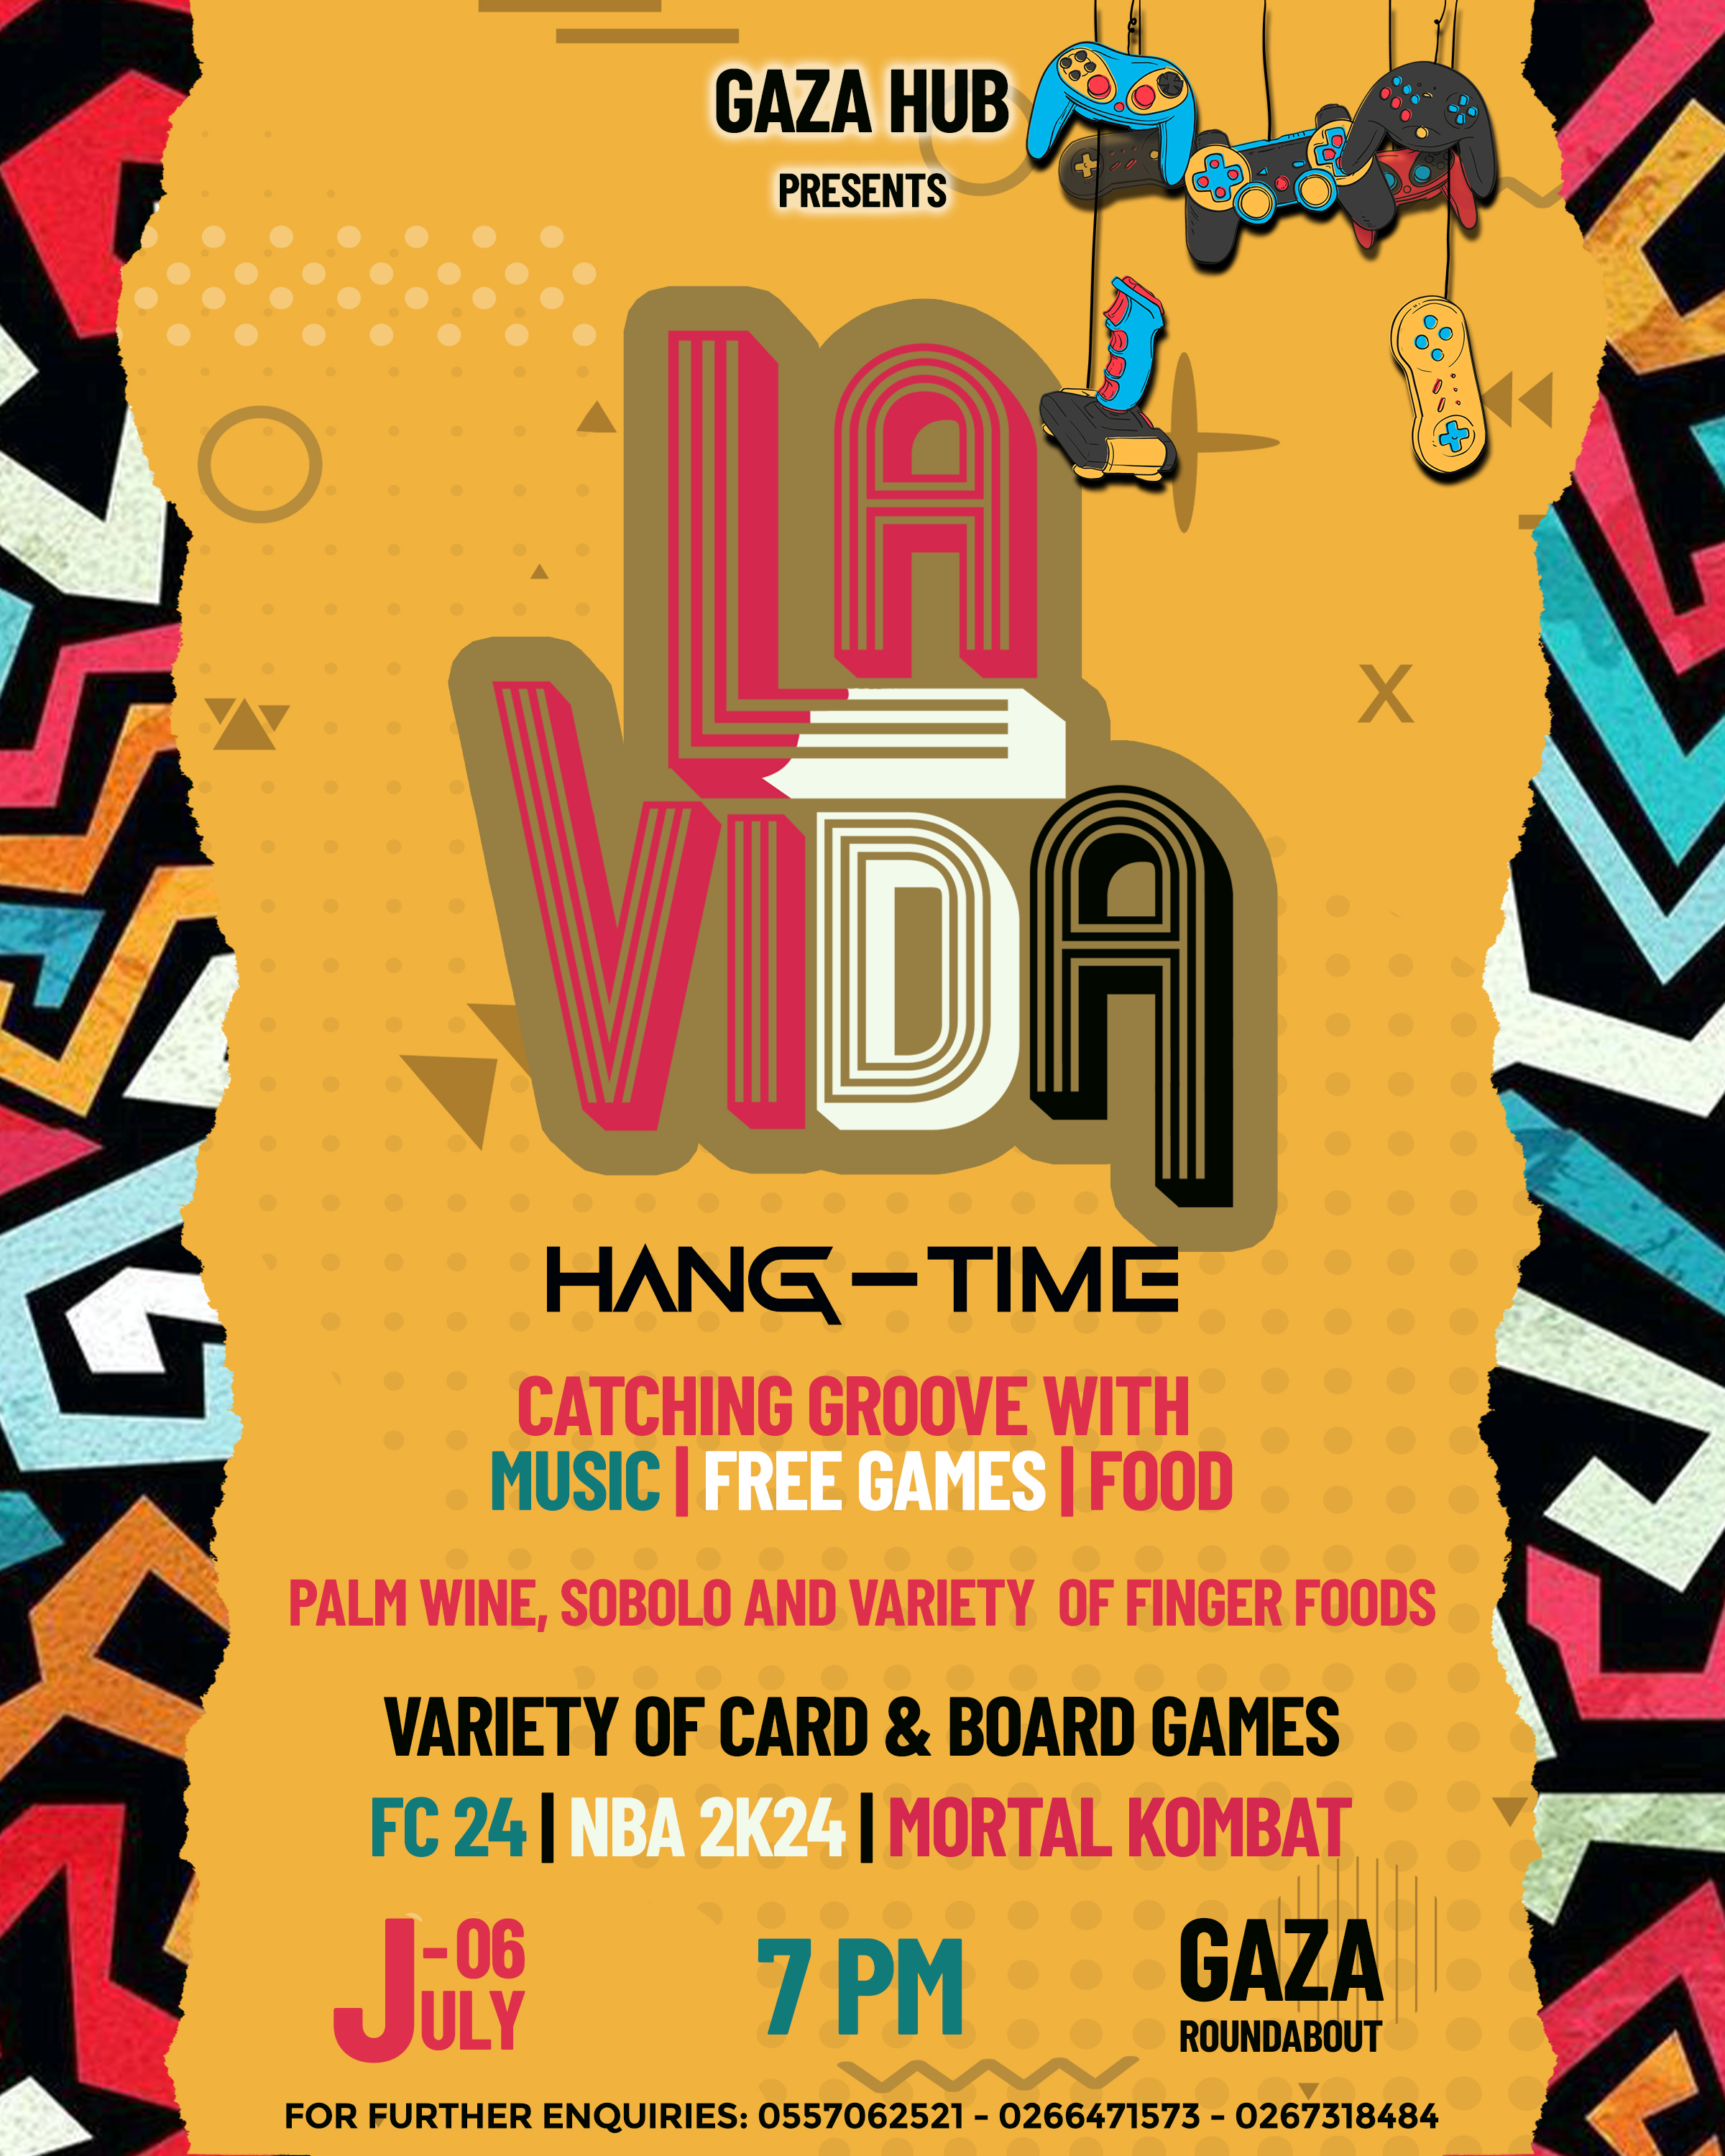 GAZA HUB
PRESENTS
LA
ViDA
HANG-TIME
CATCHING GROOVE WITH
MUSIC | FREE GAMES | FOOD
PALM WINE, SOBOLO AND VARIETY OF FINGER FOODS
VARIETY OF CARD & BOARD GAMES
FC 24 | NBA 2K24 | MORTAL KOMBAT
JULY - 06
7 PM
GAZA
ROUNDABOUT
FOR FURTHER ENQUIRIES: 0557062521 - 0266471573 - 0267318484